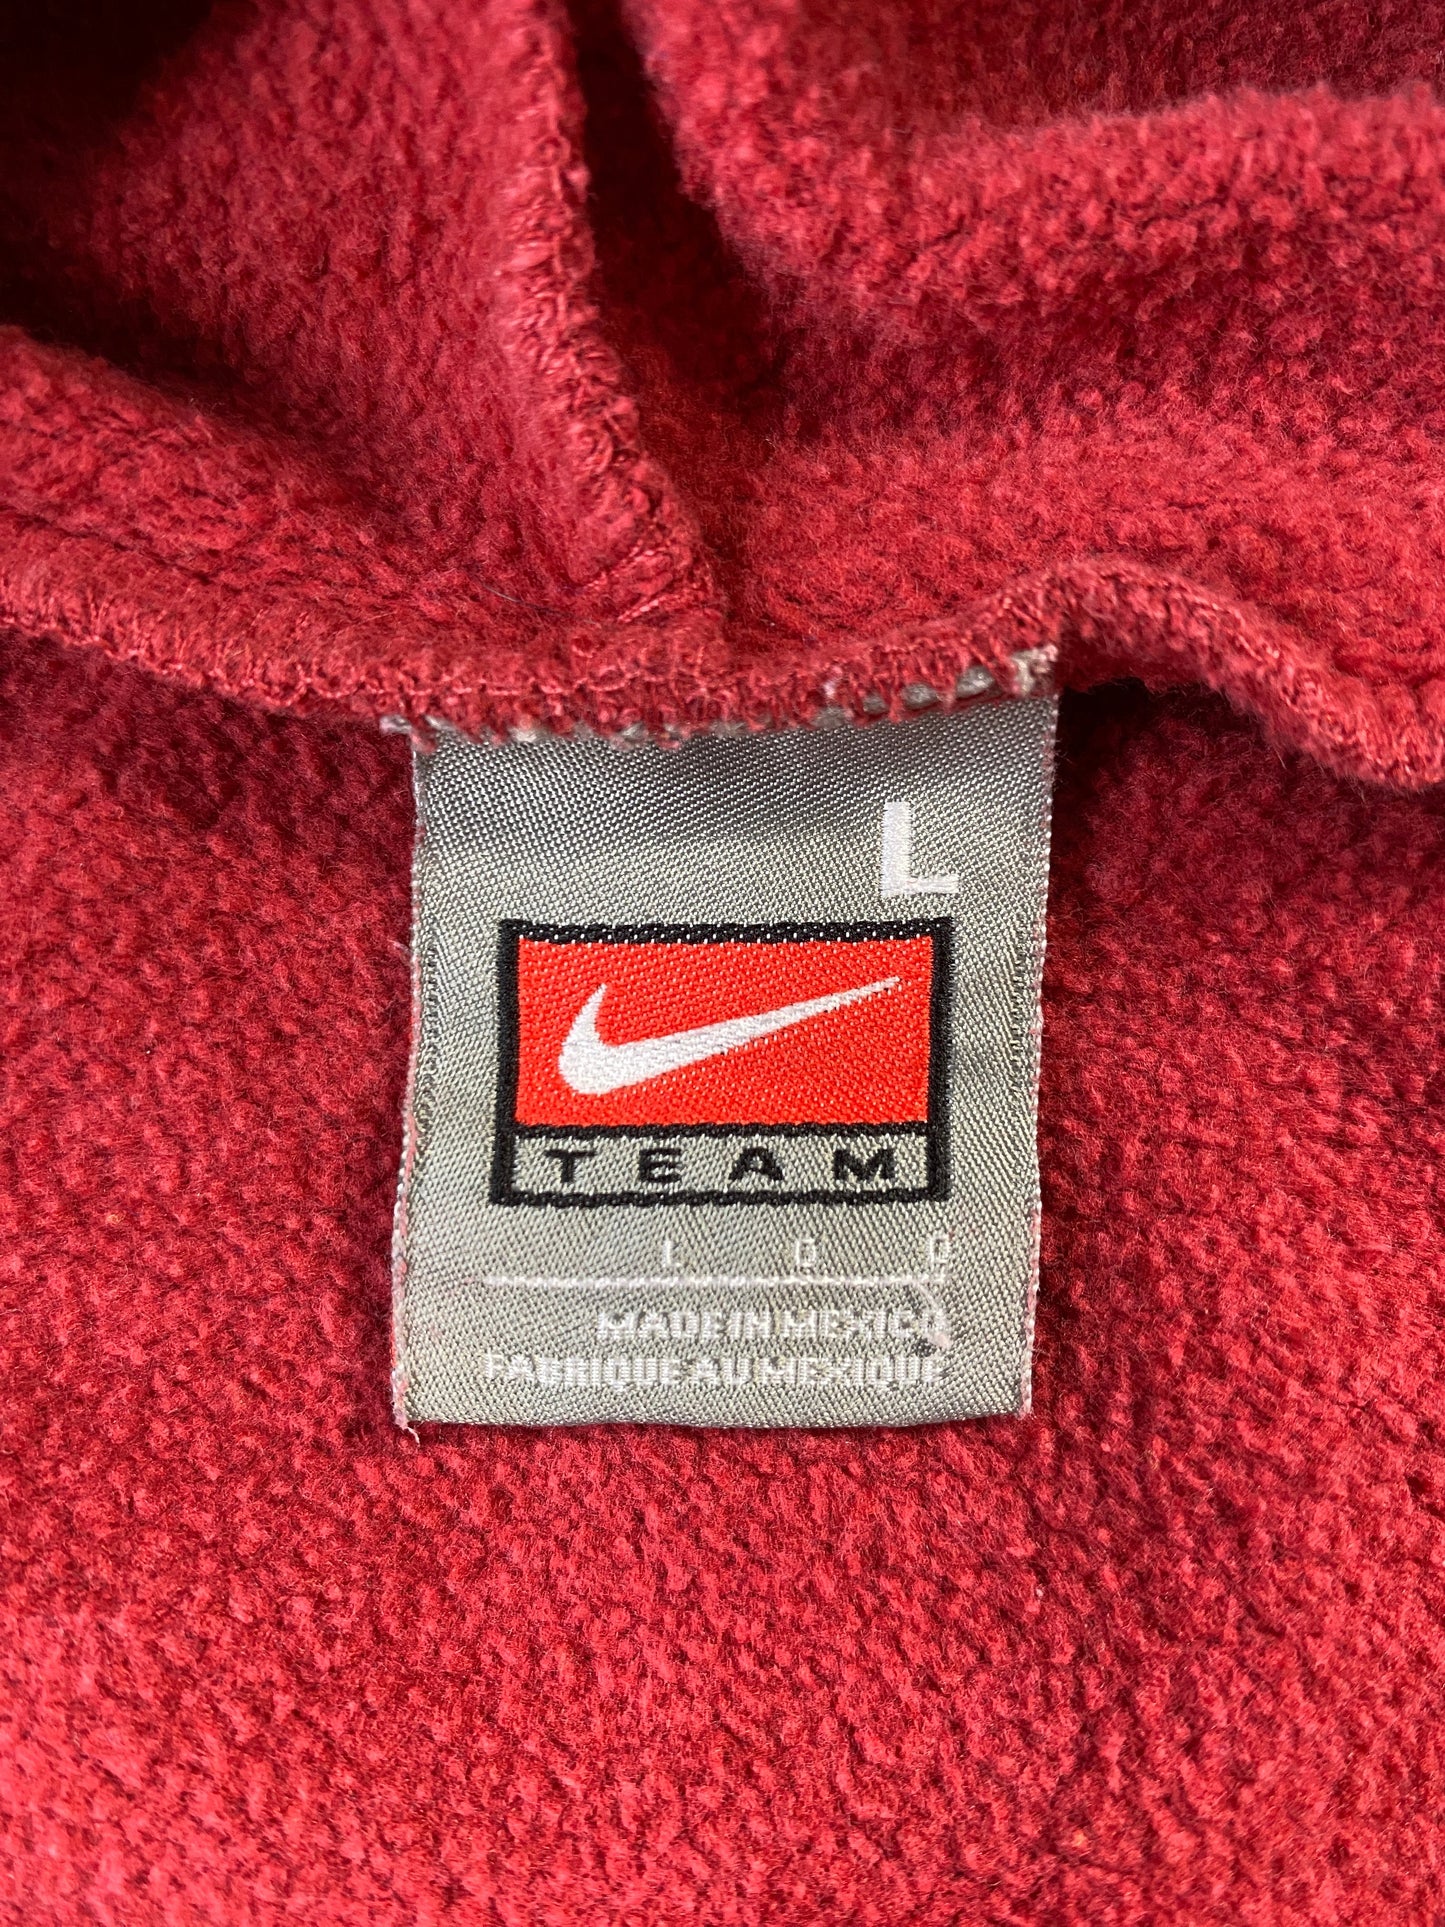 L
TEAM
L G G
MADE IN MEXICO
FABRIQUE AU MEXIQUE